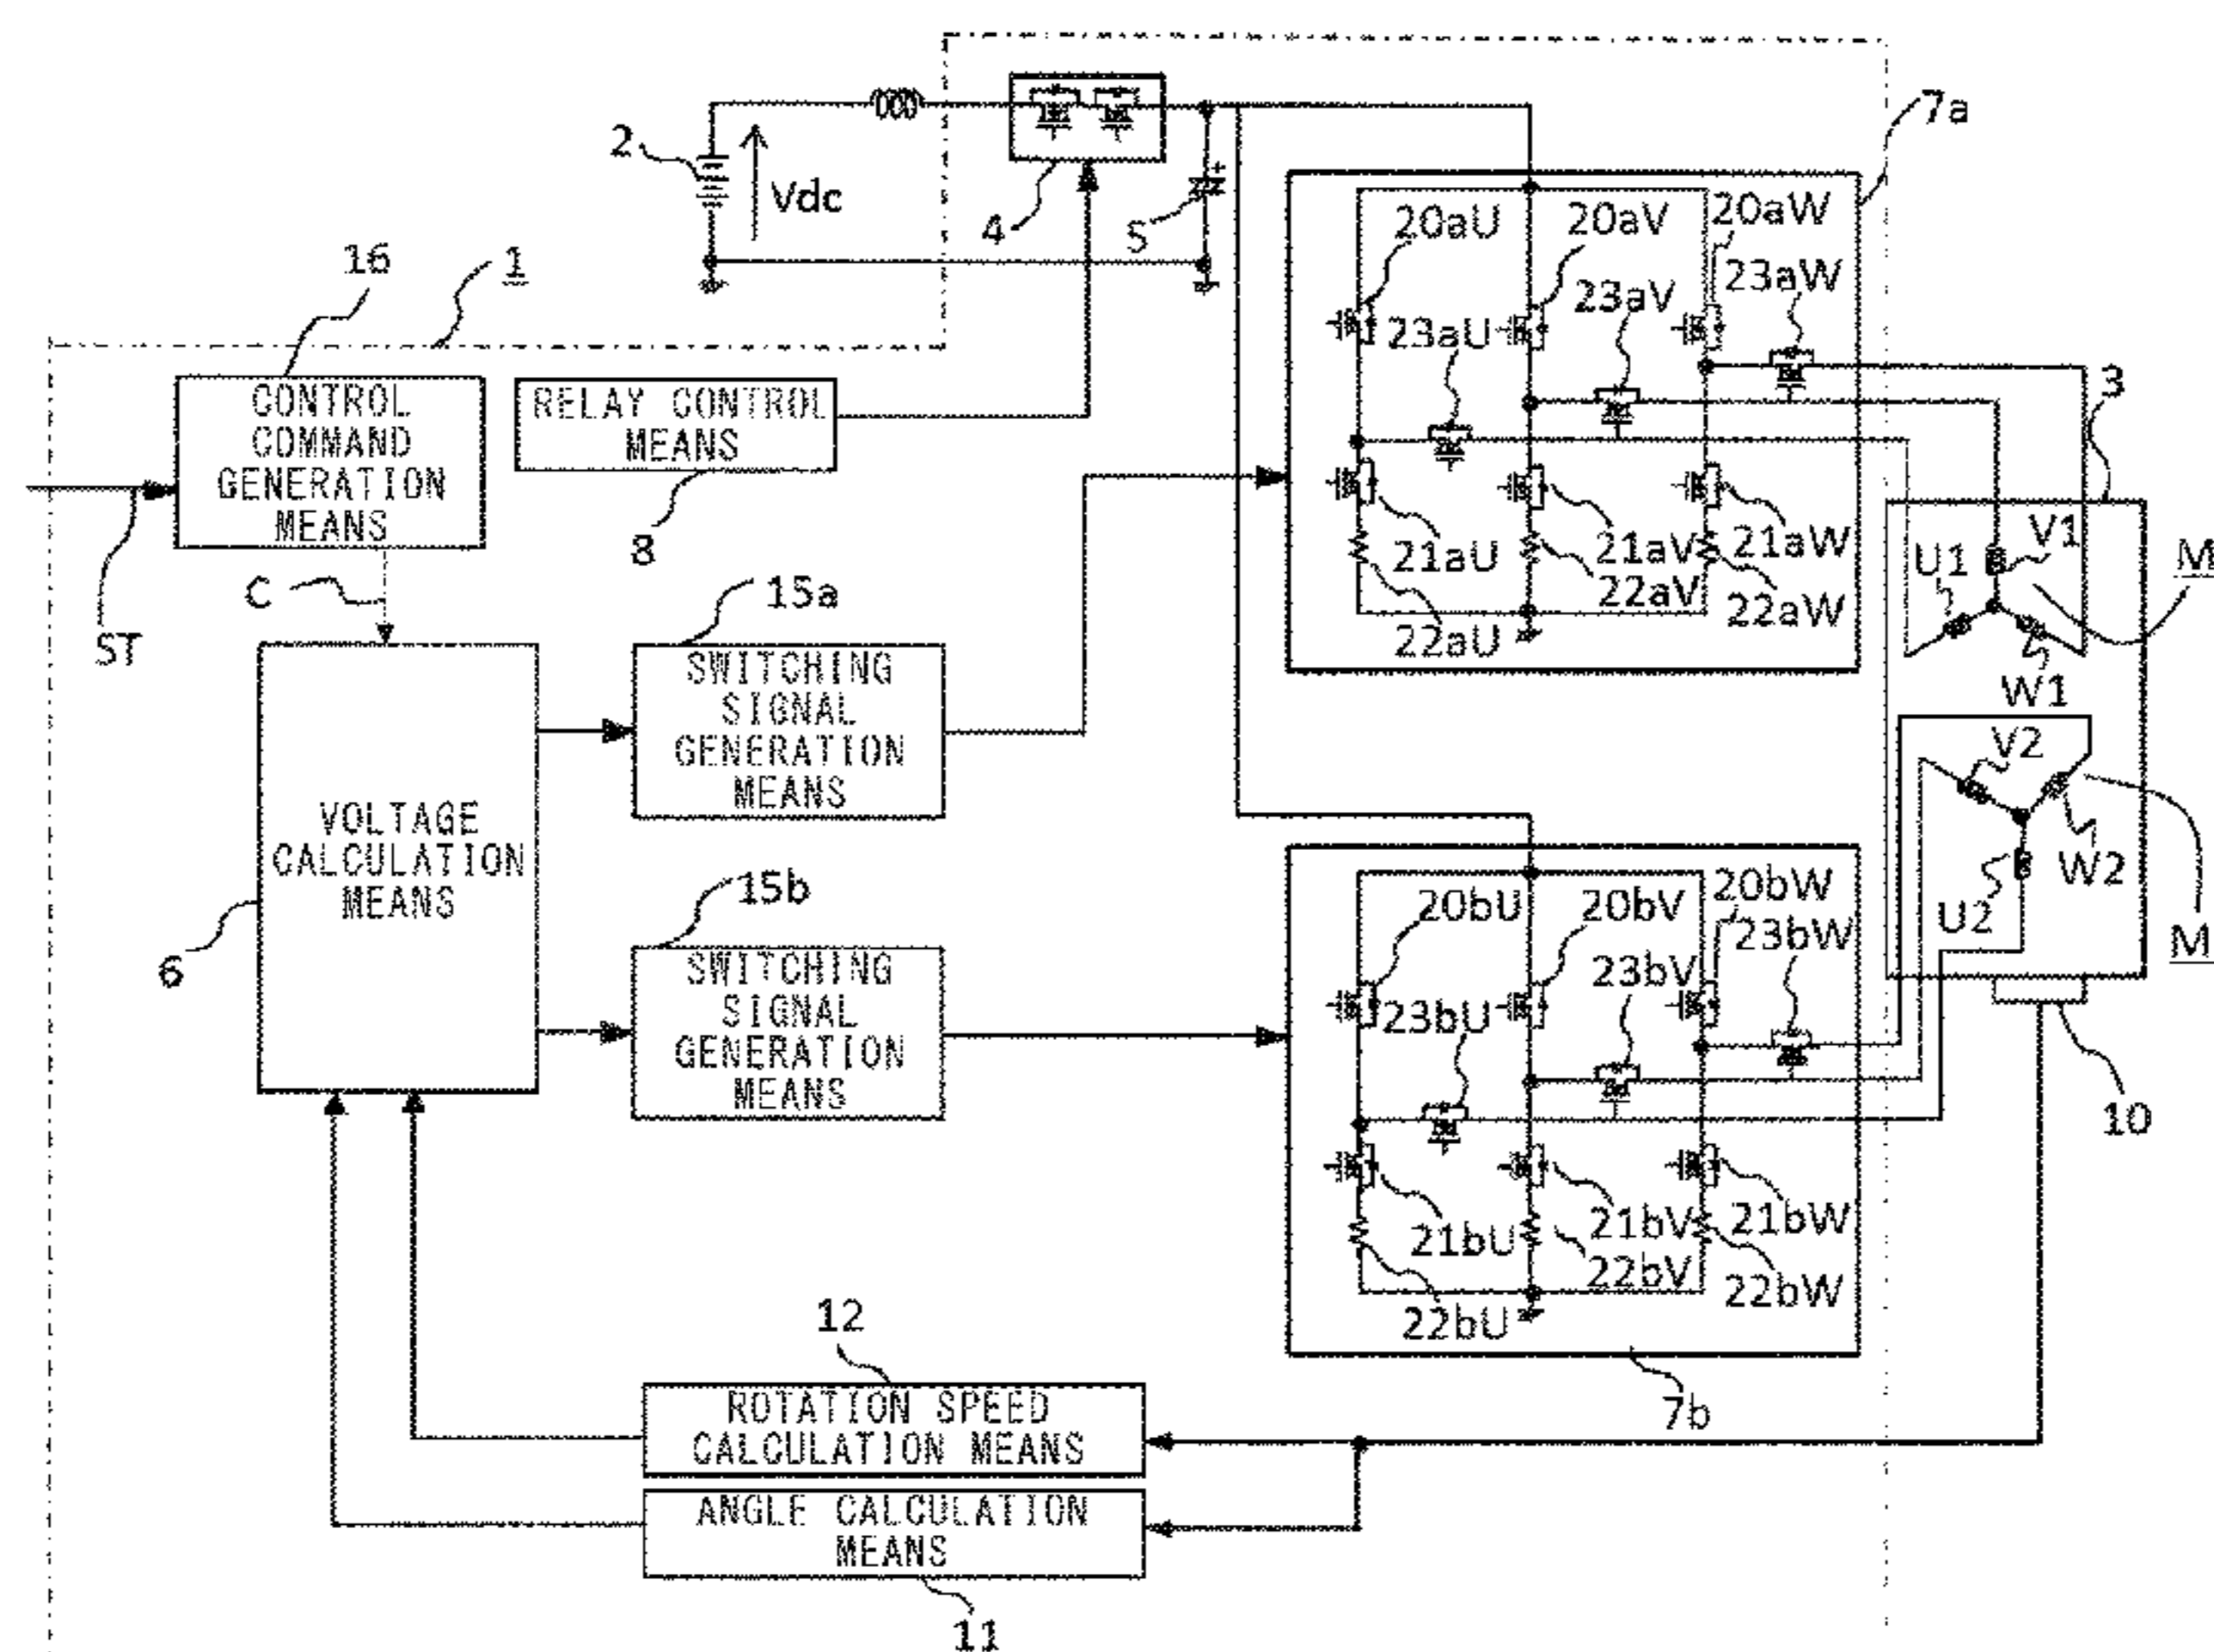 7a
2
Vdc
4
5
20aU
20aV
20aW
23aW
23aV
23aU
16
1
3
CONTROL
COMMAND
GENERATION
MEANS
RELAY CONTROL
MEANS
8
ST
C
21aU
21aV
21aW
22aU
22aV
22aW
V1
U1
M
W1
15a
SWITCHING
SIGNAL
GENERATION
MEANS
VOLTAGE
CALCULATION
MEANS
6
V2
W2
U2
M
15b
SWITCHING
SIGNAL
GENERATION
MEANS
20bU
20bV
20bW
23bW
23bV
23bU
10
21bU
21bV
21bW
22bU
22bV
22bW
7b
12
ROTATION SPEED
CALCULATION MEANS
ANGLE CALCULATION
MEANS
11